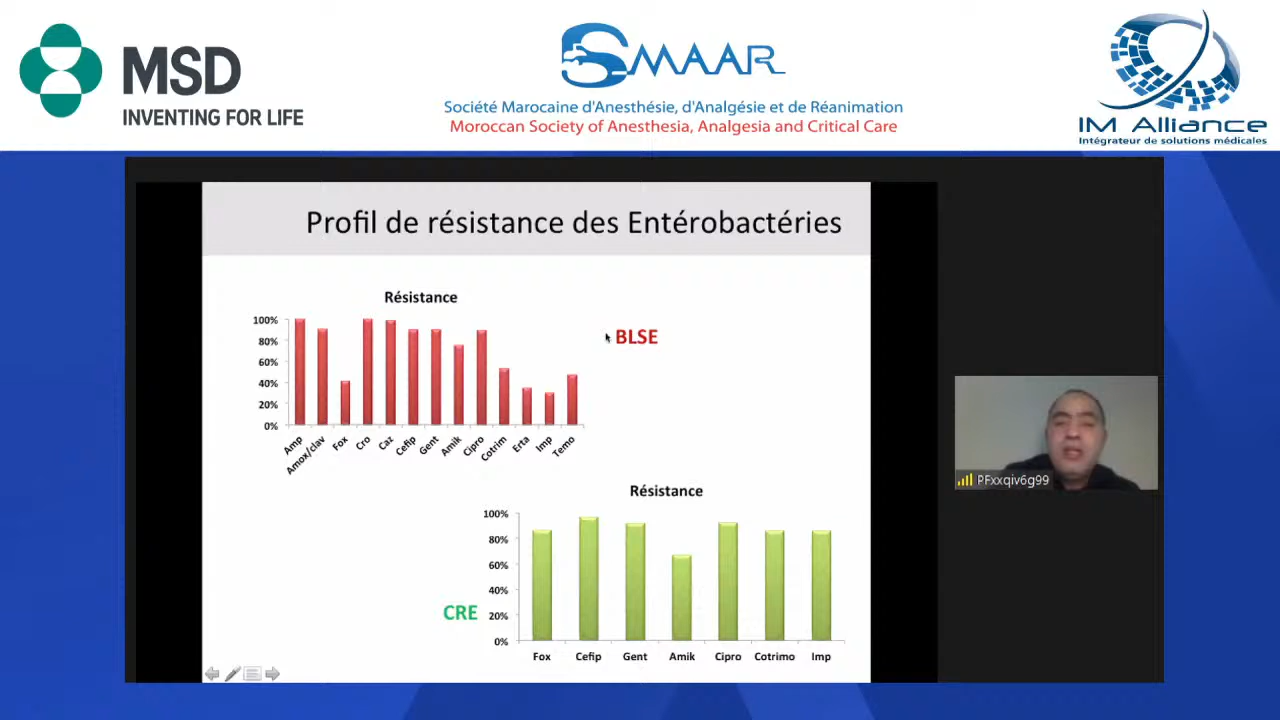 MSD
INVENTING FOR LIFE
SMAAR
Société Marocaine d'Anesthésie, d'Analgésie et de Réanimation
Moroccan Society of Anesthesia, Analgesia and Critical Care
IM Alliance
Intégrateur de solutions médicales
Profil de résistance des Entérobactéries
Résistance
100%
80%
60%
40%
20%
0%
Amp
Amox/clav
Fox
Cro
Caz
Cefip
Gent
Amik
Cipro
Cotrim
Erta
Imp
Temo
BLSE
Résistance
100%
80%
60%
40%
20%
0%
CRE
Fox Cefip Gent Amik Cipro Cotrimo Imp
PFxxqiv6g99